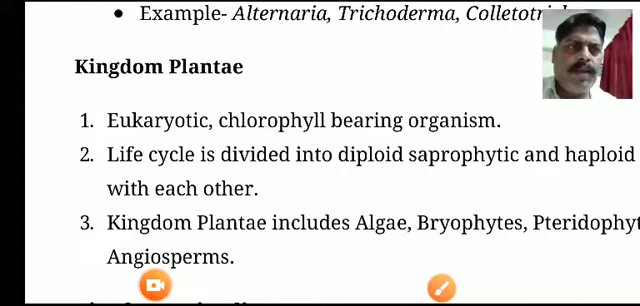 • Example- Alternaria, Trichoderma,
Kingdom Plantae
1. Eukaryotic, chlorophyll bearing organism.
2. Life cycle is divided into diploid saprophytic and haploid
with each other.
3. Kingdom Plantae includes Algae, Bryophytes,
Angiosperms.